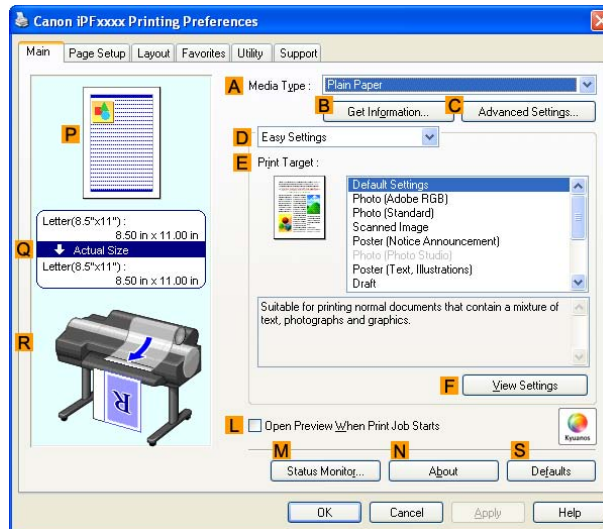 Canon iPFxxxx Printing Preferences
Main Page Setup Layout Favorites Utility Support
A Media Type : Plain Paper
B C
Get Information... Advanced Settings...
D Easy Settings
E Print Target :
P
Default Settings
Photo (Adobe RGB)
Photo (Standard)
Scanned Image
Poster (Notice Announcement)
Photo (Photo Studio)
Poster (Text, Illustrations)
Draft
Letter(8.5"x11") :
8.50 in x 11.00 in
Q Actual Size
Letter(8.5"x11") :
8.50 in x 11.00 in
Suitable for printing normal documents that contain a mixture of
text, photographs and graphics.
R
R
F View Settings
L Open Preview When Print Job Starts
Kyuanos
M N S
Status Monitor... About Defaults
OK Cancel Apply Help